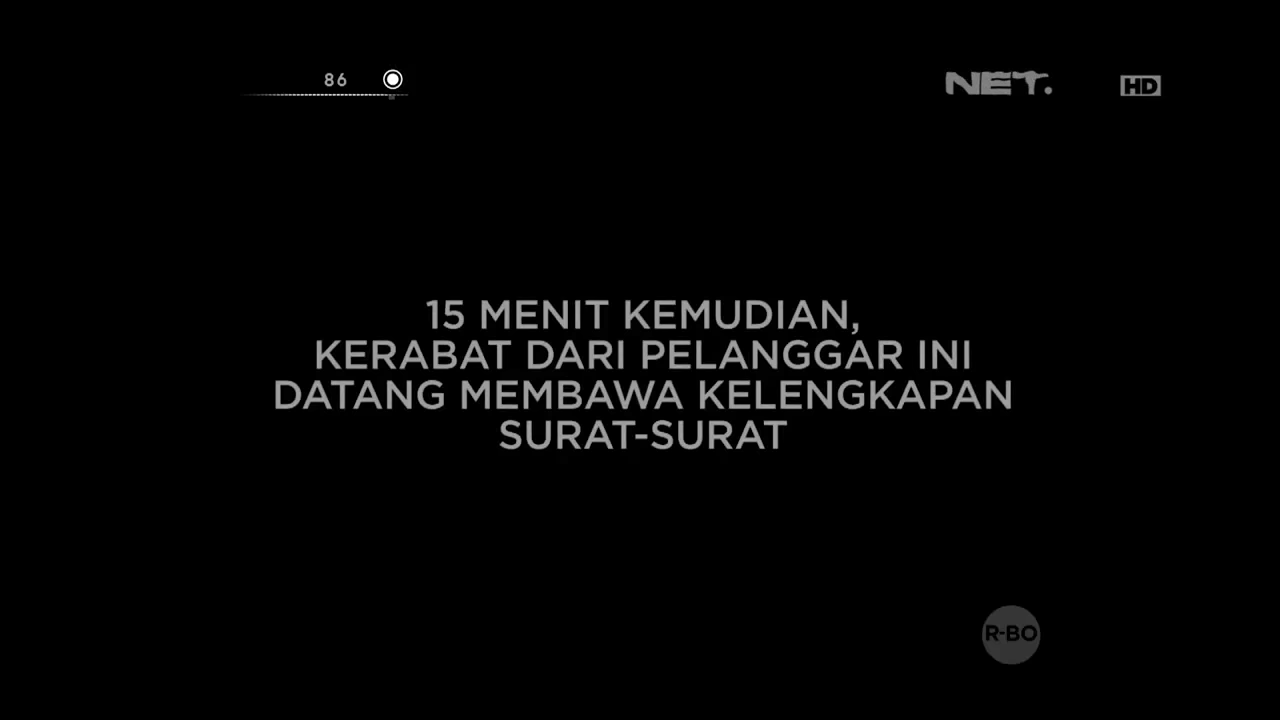 86
NET.
HD
15 MENIT KEMUDIAN,
KERABAT DARI PELANGGAR INI
DATANG MEMBAWA KELENGKAPAN
SURAT-SURAT
R-BO